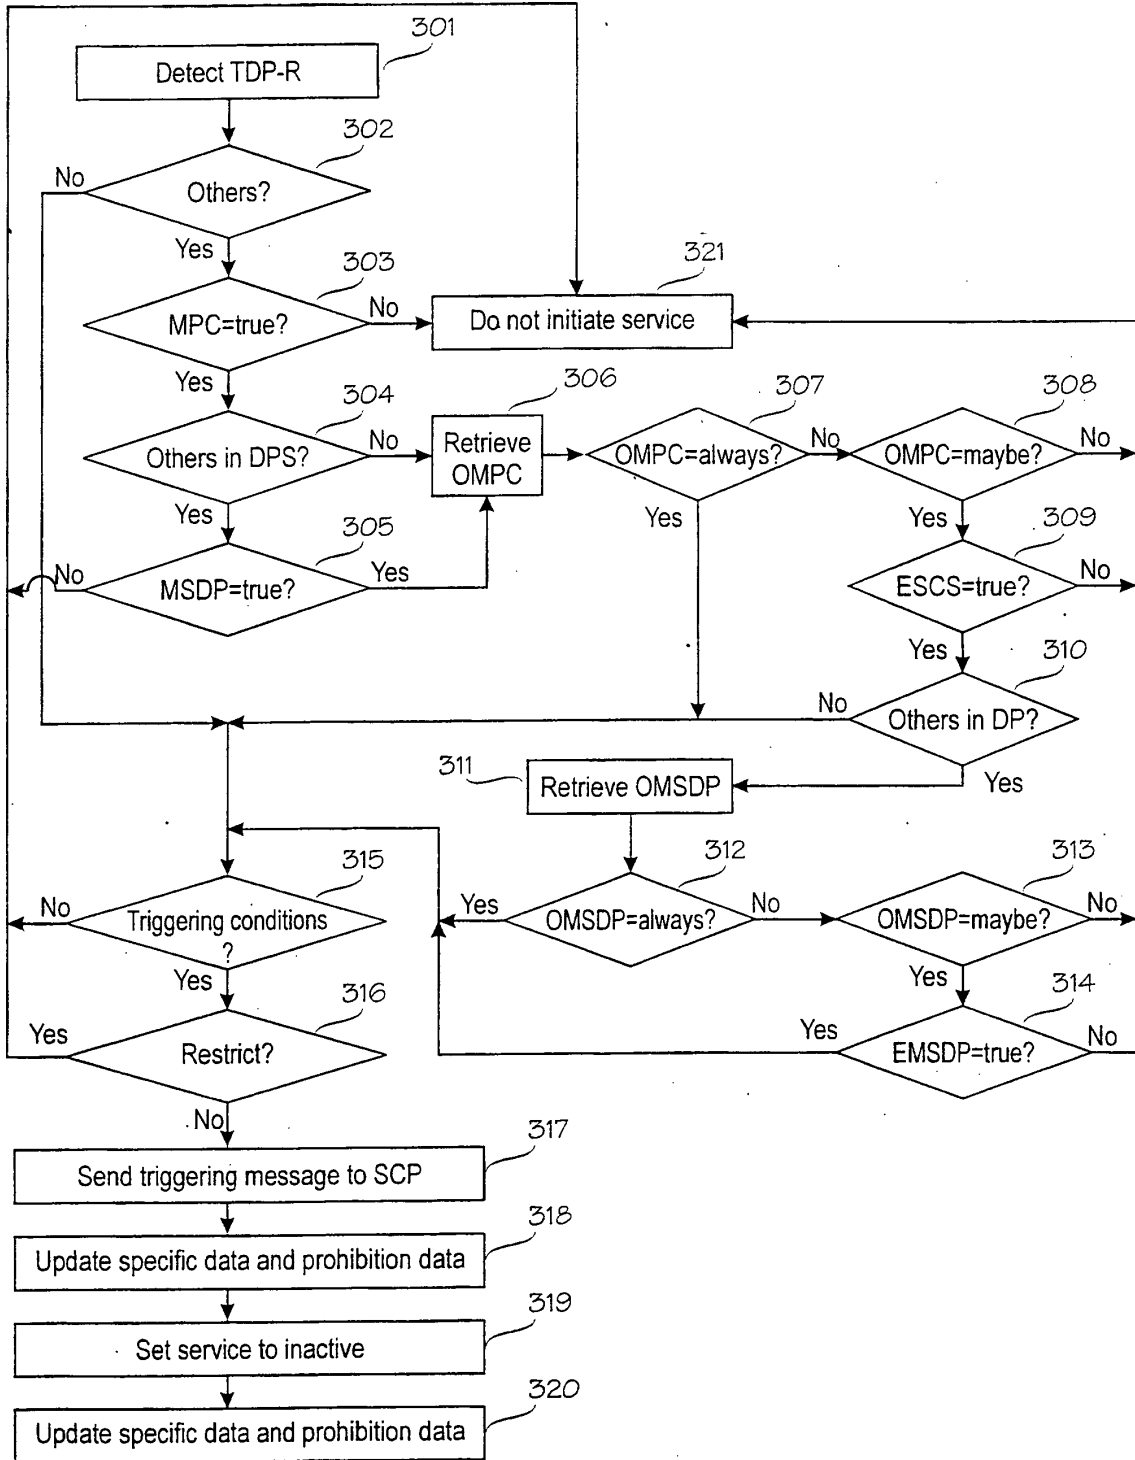 301
Detect TDP-R
302
No
Others?
Yes
303
321
MPC=true?
No
Do not initiate service
Yes
304
306
307
308
Others in DPS?
No
Retrieve
OMPC
OMPC=always?
No
OMPC=maybe?
No
Yes
305
Yes
Yes
309
No
MSDP=true?
Yes
ESCS=true?
No
Yes
310
No
Others in DP?
311
Retrieve OMSDP
Yes
315
312
313
No
Triggering conditions
?
Yes
OMSDP=always?
No
OMSDP=maybe?
No
Yes
316
Yes
314
Yes
Restrict?
Yes
EMSDP=true?
No
No
317
Send triggering message to SCP
318
Update specific data and prohibition data
319
Set service to inactive
320
Update specific data and prohibition data